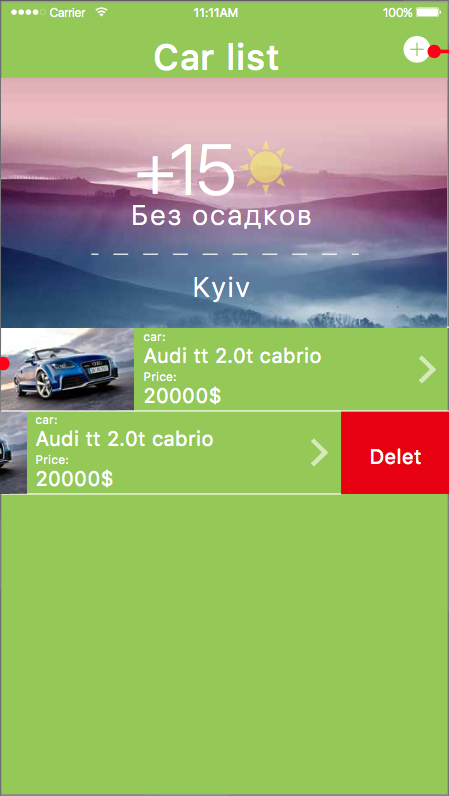 Carrier 11:11AM 100%
Car list
+15
Без осадков
Kyiv
car:
Audi tt 2.0t cabrio
Price:
20000$
car:
Audi tt 2.0t cabrio
Price:
20000$
Delet